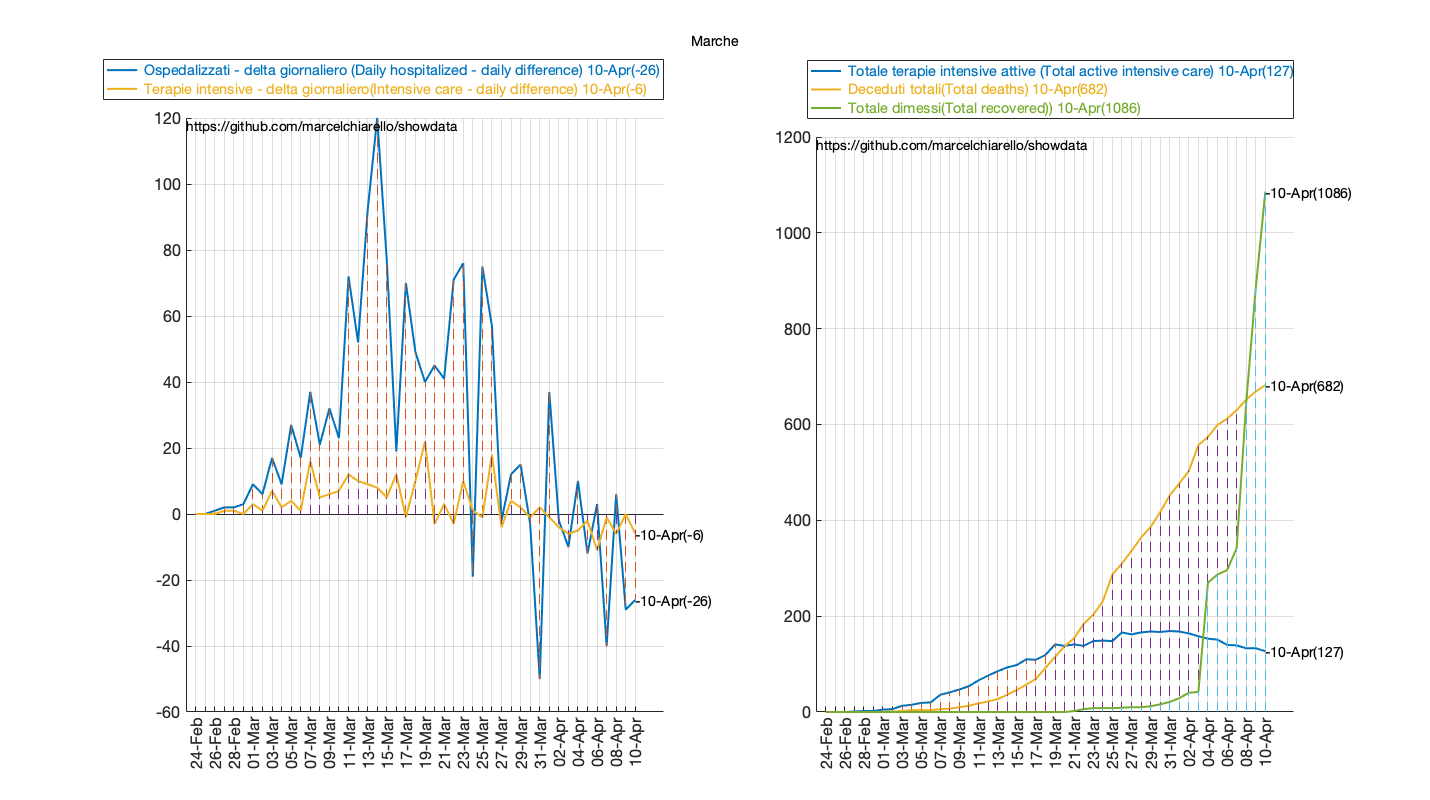 Marche
Ospedalizzati - delta giornaliero (Daily hospitalized - daily difference) 10-Apr(-26)
Terapie intensive - delta giornaliero(Intensive care - daily difference) 10-Apr(-6)
https://github.com/marcelchiarello/showdata
120
100
80
60
40
20
0
-20
-40
-60
-10-Apr(-6)
-10-Apr(-26)
24-Feb
26-Feb
28-Feb
01-Mar
03-Mar
05-Mar
07-Mar
09-Mar
11-Mar
13-Mar
15-Mar
17-Mar
19-Mar
21-Mar
23-Mar
25-Mar
27-Mar
29-Mar
31-Mar
02-Apr
04-Apr
06-Apr
08-Apr
10-Apr
Totale terapie intensive attive (Total active intensive care) 10-Apr(127)
Deceduti totali(Total deaths) 10-Apr(682)
Totale dimessi(Total recovered)) 10-Apr(1086)
https://github.com/marcelchiarello/showdata
1200
1000
800
600
400
200
0
-10-Apr(1086)
-10-Apr(682)
-10-Apr(127)
24-Feb
26-Feb
28-Feb
01-Mar
03-Mar
05-Mar
07-Mar
09-Mar
11-Mar
13-Mar
15-Mar
17-Mar
19-Mar
21-Mar
23-Mar
25-Mar
27-Mar
29-Mar
31-Mar
02-Apr
04-Apr
06-Apr
08-Apr
10-Apr